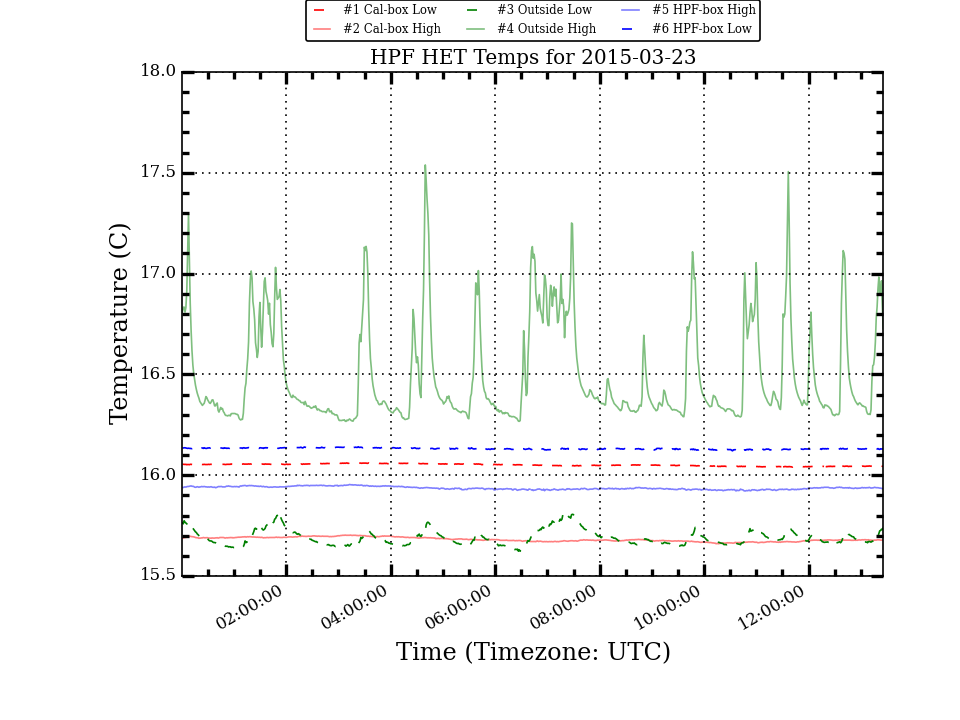 #1 Cal-box Low #3 Outside Low #5 HPF-box High
#2 Cal-box High #4 Outside High #6 HPF-box Low
HPF HET Temps for 2015-03-23
18.0
17.5
17.0
16.5
16.0
15.5
Temperature (C)
02:00:00 04:00:00 06:00:00 08:00:00 10:00:00 12:00:00
Time (Timezone: UTC)